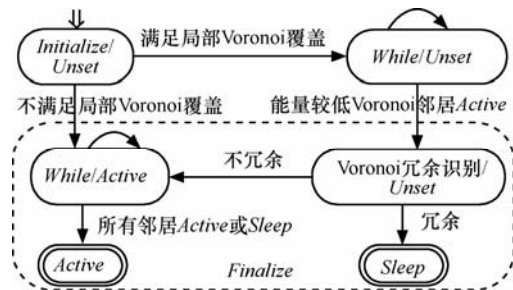 Initialize/
Unset
满足局部Voronoi覆盖
While/Unset
不满足局部Voronoi覆盖
能量较低Voronoi邻居Active
While/Active
不冗余
Voronoi冗余识别/
Unset
所有邻居Active或Sleep
冗余
Active
Finalize
Sleep